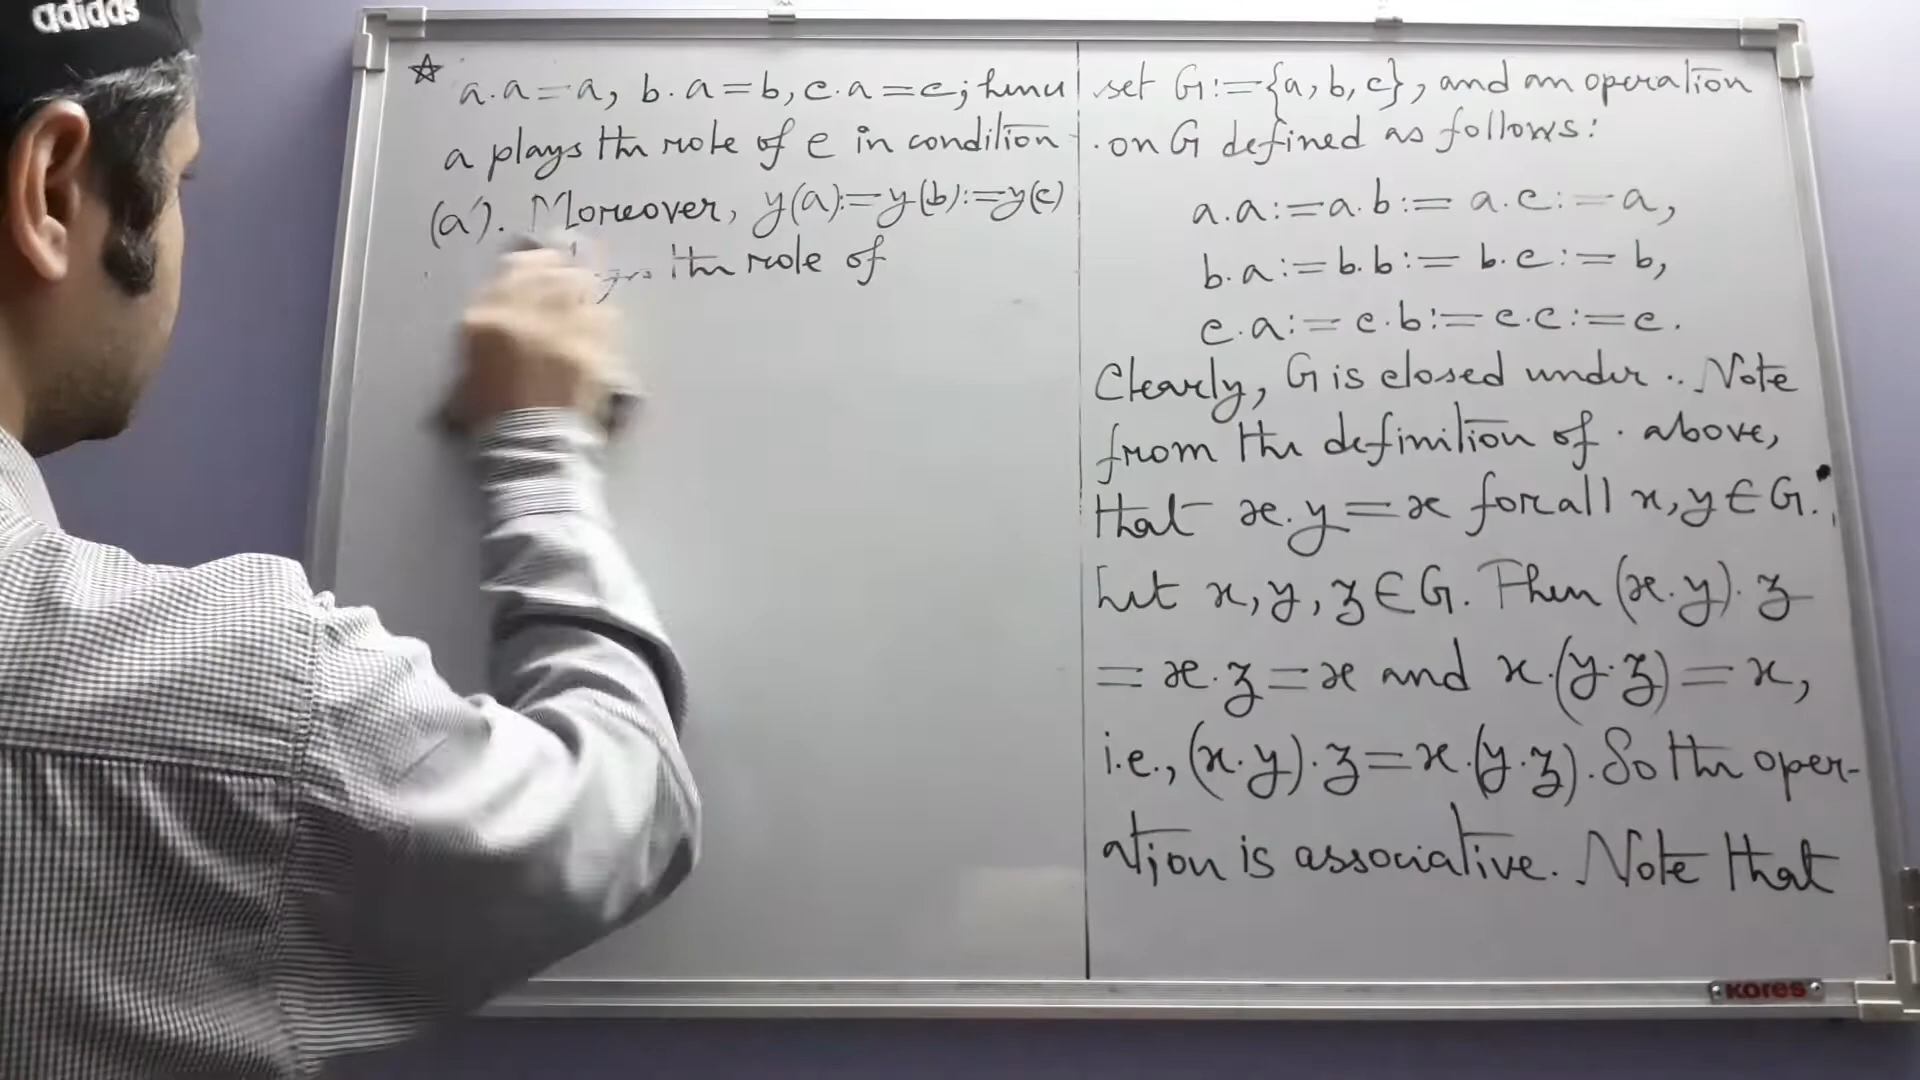 adidas
☆ a.a=a, b.a=b, c.a=c; hence
a plays the role of e in condition
(a'). Moreover, y(a):=y(b):=y(c)
the role of
set G:={a,b,c}, and an operation
. on G defined as follows:
a.a:=a.b:=a.c:=a,
b.a:=b.b:=b.c:=b,
c.a:=c.b:=c.c:=c.
Clearly, G is closed under .. Note
from the definition of . above,
that x.y=x for all x,y∈G.
Let x,y,z∈G. Then (x.y).z
=x.z=x and x.(y.z)=x,
i.e., (x.y).z=x.(y.z). So the oper-
ation is associative. Note that
KORES